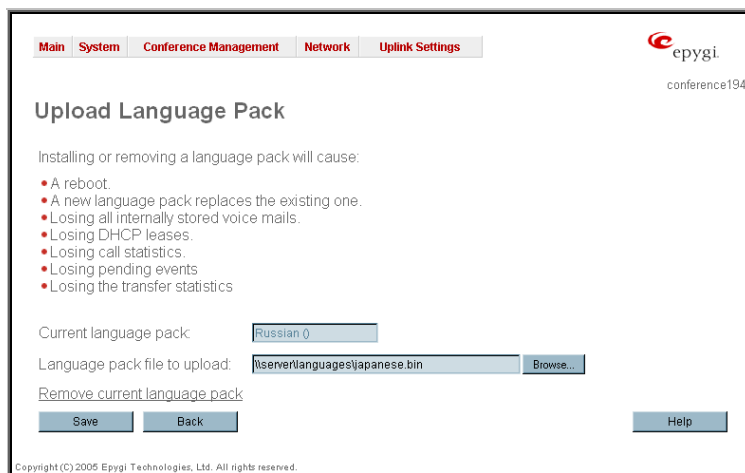 Main System Conference Management Network Uplink Settings
epygi.
conference194
Upload Language Pack
Installing or removing a language pack will cause:
A reboot.
A new language pack replaces the existing one.
Losing all internally stored voice mails.
Losing DHCP leases.
Losing call statistics.
Losing pending events
Losing the transfer statistics
Current language pack: Russian ()
Language pack file to upload: \\server\languages\japanese.bin Browse...
Remove current language pack
Save Back Help
Copyright (C) 2005 Epygi Technologies, Ltd. All rights reserved.